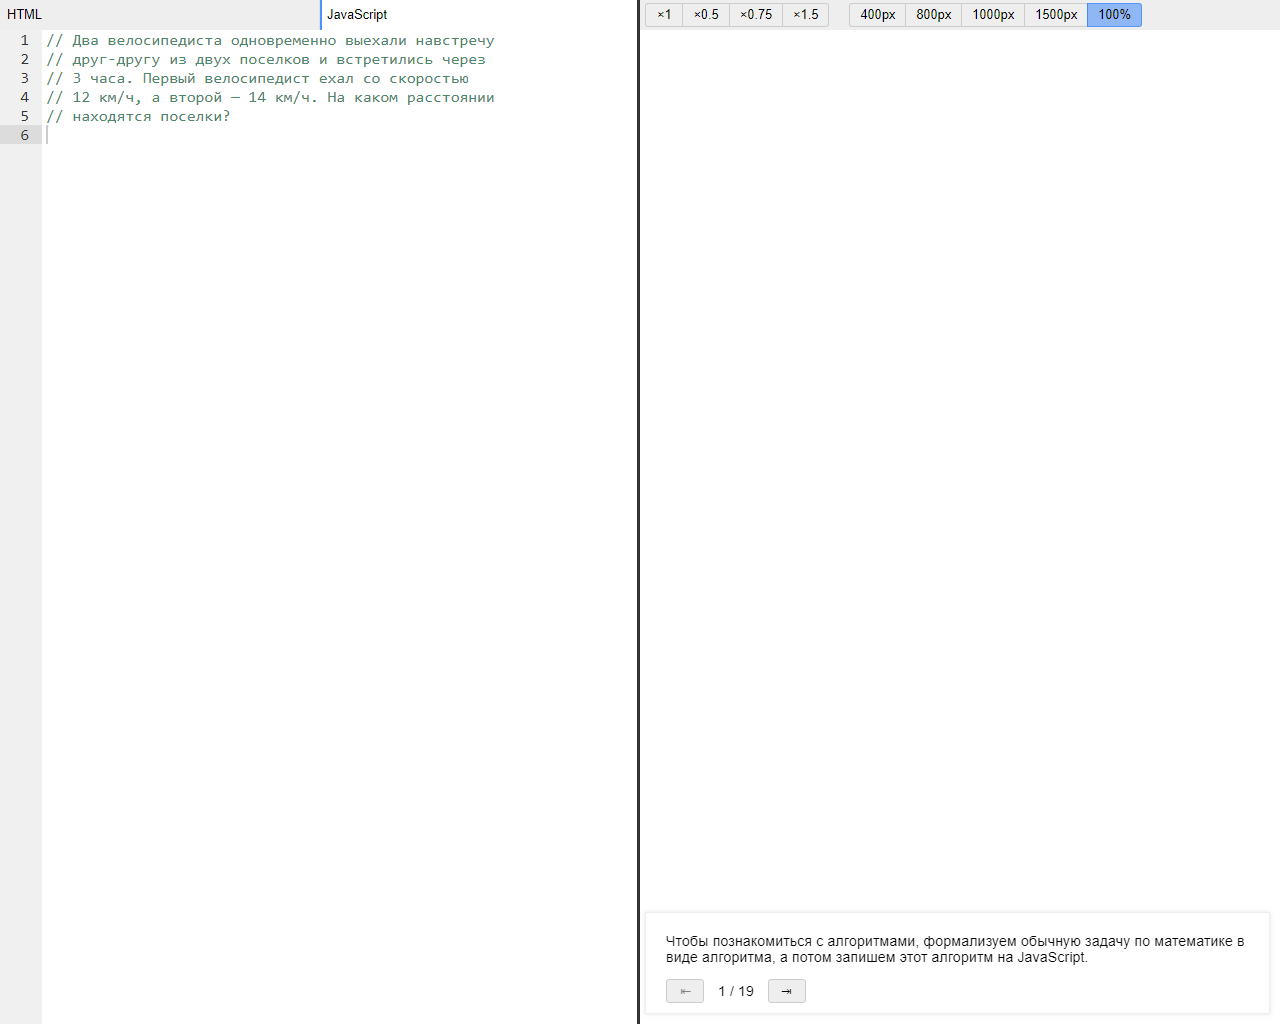 HTML
JavaScript
×1 ×0.5 ×0.75 ×1.5 400px 800px 1000px 1500px 100%
1 // Два велосипедиста одновременно выехали навстречу
2 // друг-другу из двух поселков и встретились через
3 // 3 часа. Первый велосипедист ехал со скоростью
4 // 12 км/ч, а второй — 14 км/ч. На каком расстоянии
5 // находятся поселки?
6
Чтобы познакомиться с алгоритмами, формализуем обычную задачу по математике в
виде алгоритма, а потом запишем этот алгоритм на JavaScript.
⇤ 1 / 19 ⇥